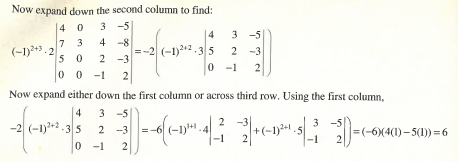 Now expand down the second column to find:
(−1)²⁺³ · 2 |4 0 3 −5; 7 3 4 −8; 5 0 2 −3; 0 0 −1 2| = −2 ( (−1)²⁺² · 3 |4 3 −5; 5 2 −3; 0 −1 2| )
Now expand either down the first column or across third row. Using the first column,
−2 ( (−1)²⁺² · 3 |4 3 −5; 5 2 −3; 0 −1 2| ) = −6 ( (−1)¹⁺¹ · 4 |2 −3; −1 2| + (−1)²⁺¹ · 5 |3 −5; −1 2| ) = (−6)(4(1) − 5(1)) = 6